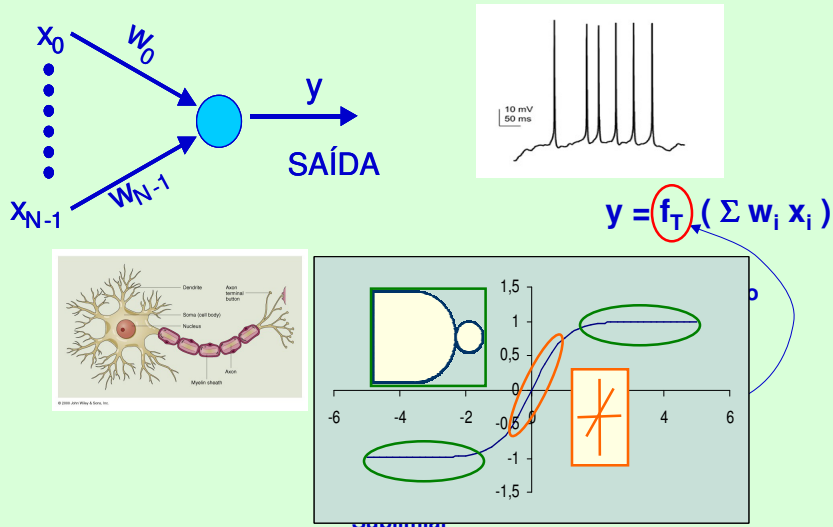 x0
w0
y
SAÍDA
wN-1
xN-1
10 mV
50 ms
y = fT ( Σ wi xi )
Dendrite
Axon terminal button
Soma (cell body)
Nucleus
Axon
Myelin sheath
1,5
1
0,5
0
-0,5
-1
-1,5
-6
-4
-2
0
4
6